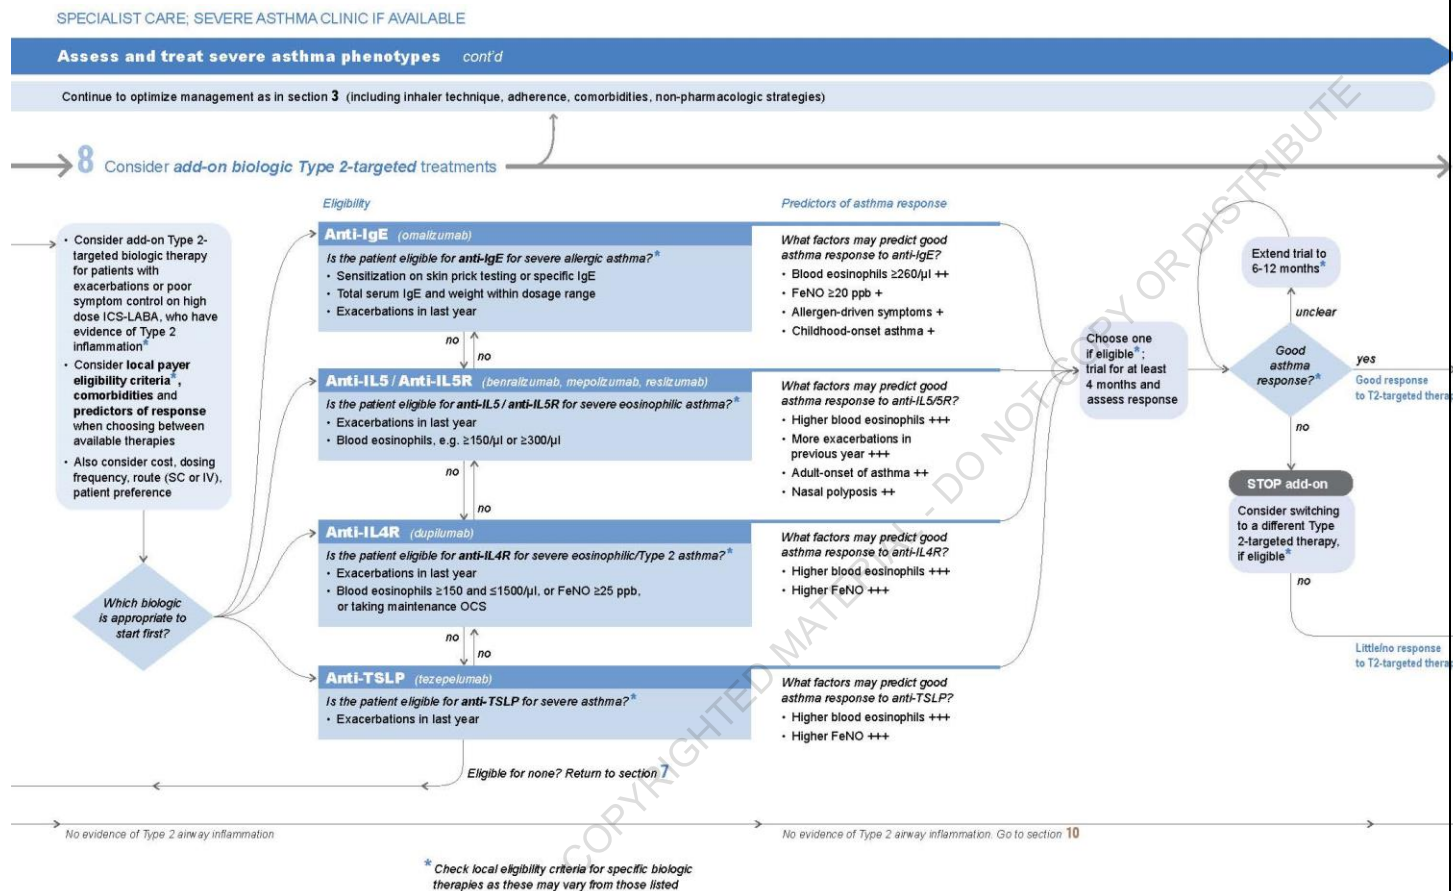 SPECIALIST CARE; SEVERE ASTHMA CLINIC IF AVAILABLE
Assess and treat severe asthma phenotypes cont'd
Continue to optimize management as in section 3 (including inhaler technique, adherence, comorbidities, non-pharmacologic strategies)
8 Consider add-on biologic Type 2-targeted treatments
• Consider add-on Type 2-
targeted biologic therapy
for patients with
exacerbations or poor
symptom control on high
dose ICS-LABA, who have
evidence of Type 2
inflammation*
• Consider local payer
eligibility criteria*,
comorbidities and
predictors of response
when choosing between
available therapies
• Also consider cost, dosing
frequency, route (SC or IV),
patient preference
Which biologic
is appropriate to
start first?
Eligibility
Anti-IgE (omalizumab)
Is the patient eligible for anti-IgE for severe allergic asthma?*
• Sensitization on skin prick testing or specific IgE
• Total serum IgE and weight within dosage range
• Exacerbations in last year
no
no
Anti-IL5 / Anti-IL5R (benralizumab, mepolizumab, reslizumab)
Is the patient eligible for anti-IL5 / anti-IL5R for severe eosinophilic asthma?*
• Exacerbations in last year
• Blood eosinophils, e.g. ≥150/µl or ≥300/µl
no
no
Anti-IL4R (dupilumab)
Is the patient eligible for anti-IL4R for severe eosinophilic/Type 2 asthma?*
• Exacerbations in last year
• Blood eosinophils ≥150 and ≤1500/µl, or FeNO ≥25 ppb,
or taking maintenance OCS
no
no
Anti-TSLP (tezepelumab)
Is the patient eligible for anti-TSLP for severe asthma?*
• Exacerbations in last year
Eligible for none? Return to section 7
Predictors of asthma response
What factors may predict good
asthma response to anti-IgE?
• Blood eosinophils ≥260/µl ++
• FeNO ≥20 ppb +
• Allergen-driven symptoms +
• Childhood-onset asthma +
What factors may predict good
asthma response to anti-IL5/5R?
• Higher blood eosinophils +++
• More exacerbations in
previous year +++
• Adult-onset of asthma ++
• Nasal polyposis ++
What factors may predict good
asthma response to anti-IL4R?
• Higher blood eosinophils +++
• Higher FeNO +++
What factors may predict good
asthma response to anti-TSLP?
• Higher blood eosinophils +++
• Higher FeNO +++
Choose one
if eligible*;
trial for at least
4 months and
assess response
Extend trial to
6-12 months*
unclear
Good
asthma
response?*
yes
Good response
to T2-targeted therap
no
STOP add-on
Consider switching
to a different Type
2-targeted therapy,
if eligible*
no
Little/no response
to T2-targeted therap
No evidence of Type 2 airway inflammation
No evidence of Type 2 airway inflammation. Go to section 10
* Check local eligibility criteria for specific biologic
therapies as these may vary from those listed
COPYRIGHTED MATERIAL - DO NOT COPY OR DISTRIBUTE